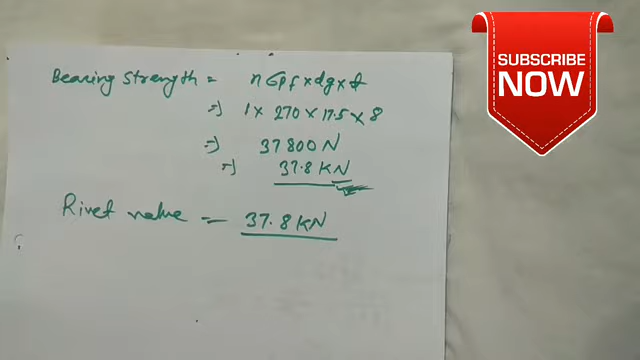 Bearing Strength = n σpf × dg × t
⇒ 1 × 270 × 17.5 × 8
⇒ 37800 N
⇒ 37.8 KN
Rivet value = 37.8 KN
SUBSCRIBE
NOW